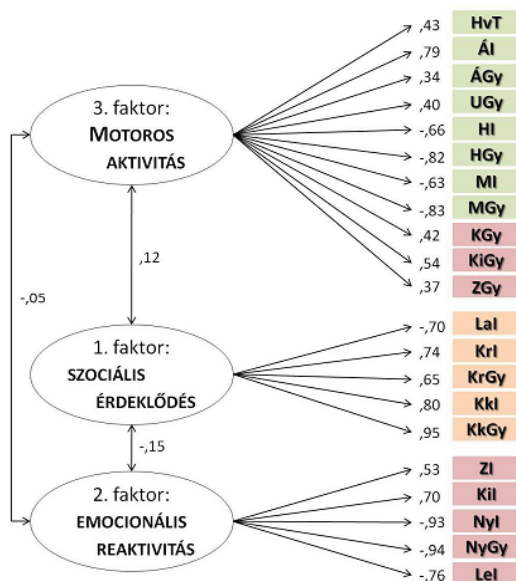 ,43 HvT
,79 ÁI
,34 ÁGy
,40 UGy
-,66 HI
-,82 HGy
-,63 MI
-,83 MGy
,42 KGy
,54 KiGy
,37 ZGy
3. faktor:
MOTOROS
AKTIVITÁS
,12
-,05
-,70 LaI
,74 KrI
,65 KrGy
,80 KkI
,95 KkGy
1. faktor:
SZOCIÁLIS
ÉRDEKLŐDÉS
-,15
,53 ZI
,70 KiI
-,93 NyI
-,94 NyGy
-,76 LeI
2. faktor:
EMOCIONÁLIS
REAKTIVITÁS